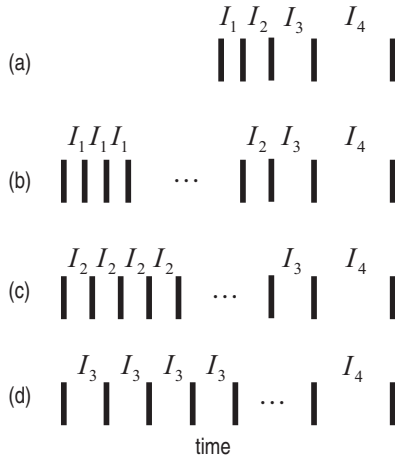 I₁ I₂ I₃ I₄
(a)
I₁ I₁ I₁ I₂ I₃ I₄
(b) ...
I₂ I₂ I₂ I₂ I₃ I₄
(c) ...
I₃ I₃ I₃ I₃ I₄
(d) ...
time